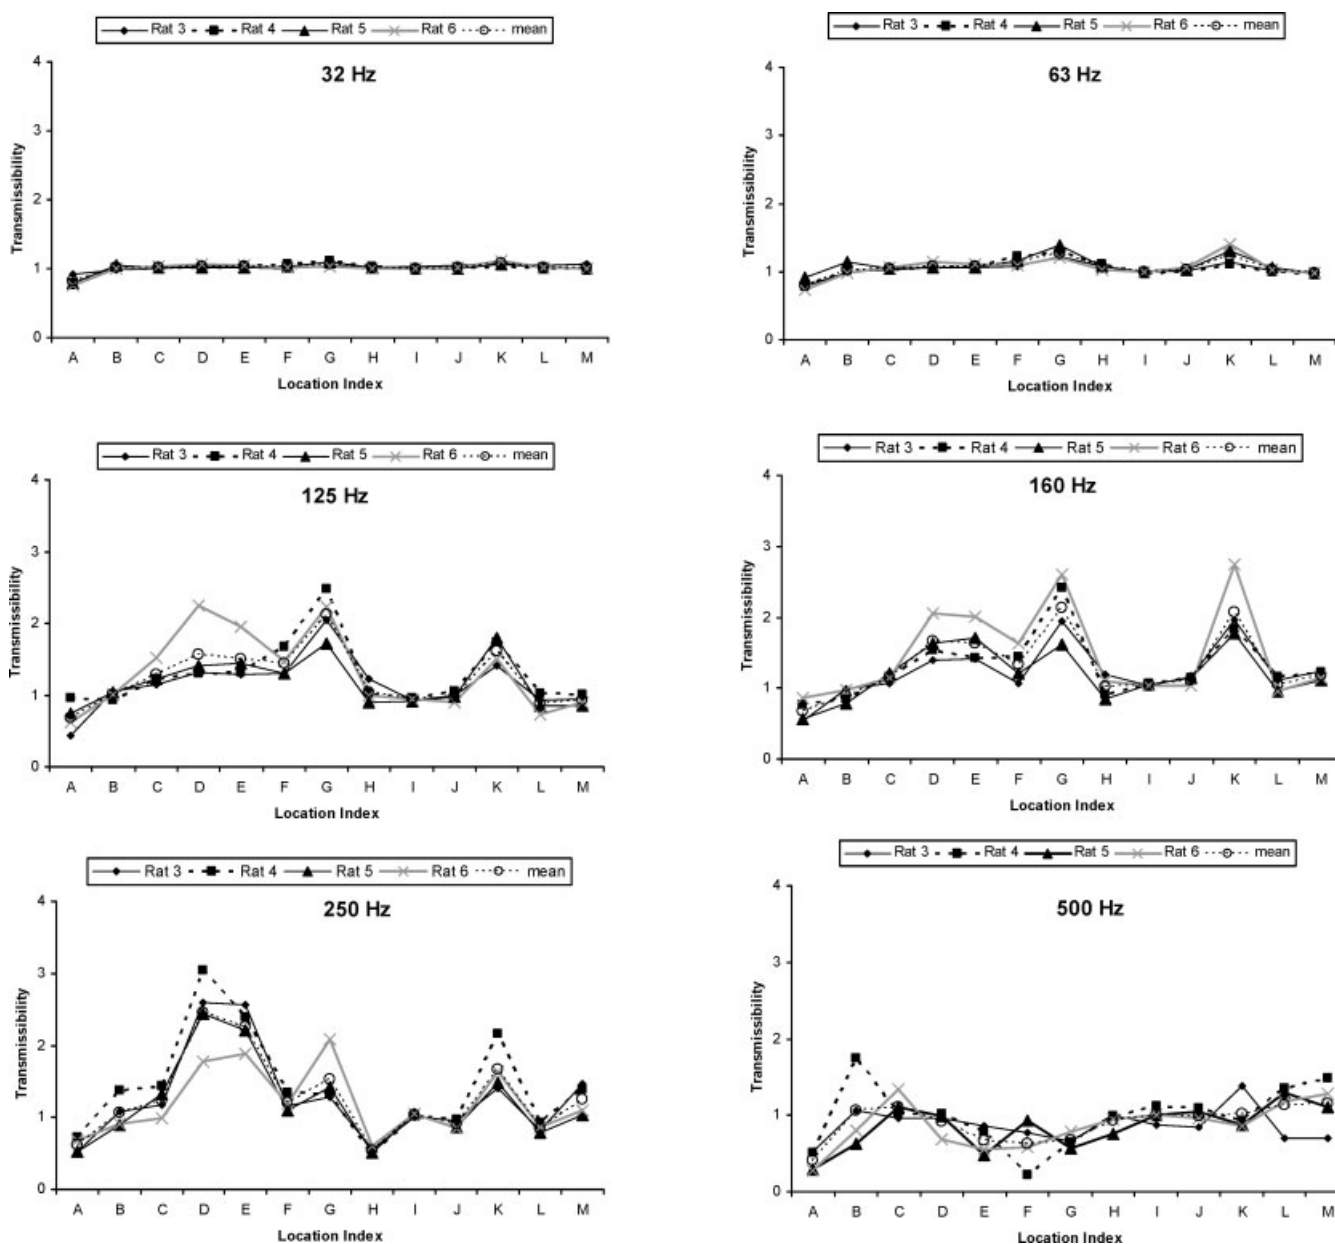 Rat 3 Rat 4 Rat 5 Rat 6 mean
32 Hz
Transmissibility
4
3
2
1
0
A B C D E F G H I J K L M
Location Index
Rat 3 Rat 4 Rat 5 Rat 6 mean
63 Hz
Transmissibility
4
3
2
1
0
A B C D E F G H I J K L M
Location Index
Rat 3 Rat 4 Rat 5 Rat 6 mean
125 Hz
Transmissibility
4
3
2
1
0
A B C D E F G H I J K L M
Location Index
Rat 3 Rat 4 Rat 5 Rat 6 mean
160 Hz
Transmissibility
4
3
2
1
0
A B C D E F G H I J K L M
Location Index
Rat 3 Rat 4 Rat 5 Rat 6 mean
250 Hz
Transmissibility
4
3
2
1
0
A B C D E F G H I J K L M
Location Index
Rat 3 Rat 4 Rat 5 Rat 6 mean
500 Hz
Transmissibility
4
3
2
1
0
A B C D E F G H I J K L M
Location Index